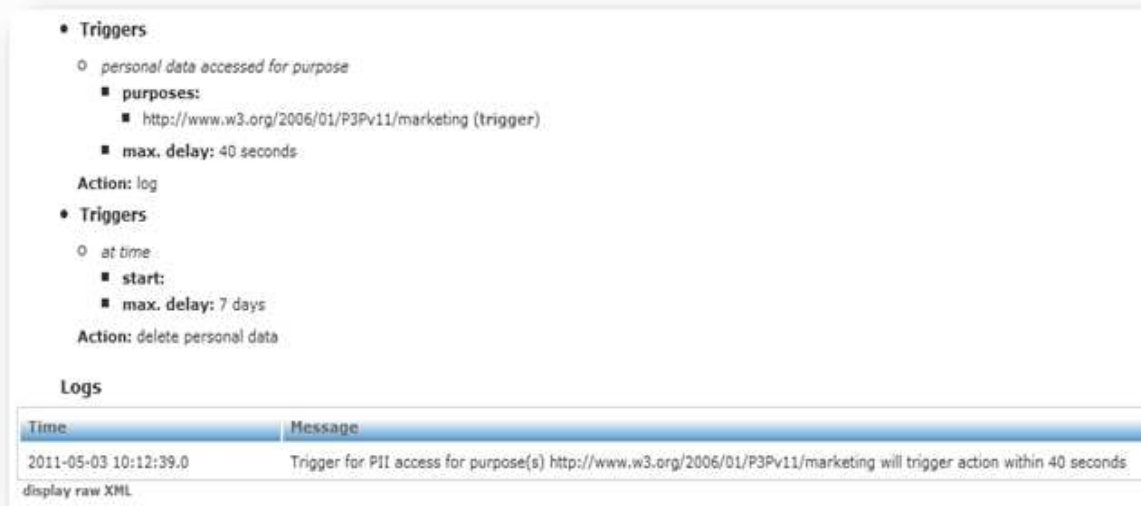 Triggers
personal data accessed for purpose
purposes:
http://www.w3.org/2006/01/P3Pv11/marketing (trigger)
max. delay: 40 seconds
Action: log
Triggers
at time
start:
max. delay: 7 days
Action: delete personal data
Logs
Time Message
2011-05-03 10:12:39.0 Trigger for PII access for purpose(s) http://www.w3.org/2006/01/P3Pv11/marketing will trigger action within 40 seconds
display raw XML